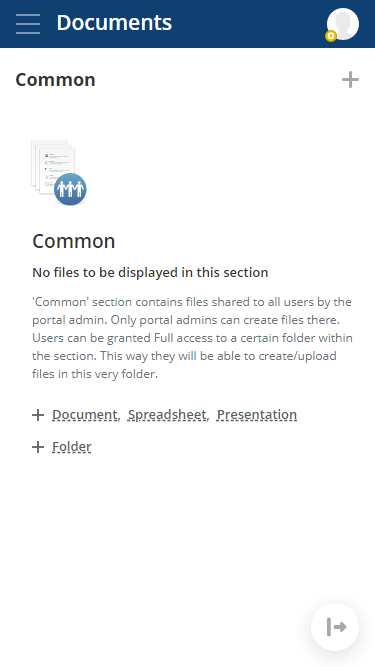 Documents
Common
Common
No files to be displayed in this section
'Common' section contains files shared to all users by the
portal admin. Only portal admins can create files there.
Users can be granted Full access to a certain folder within
the section. This way they will be able to create/upload
files in this very folder.
Document, Spreadsheet, Presentation
Folder